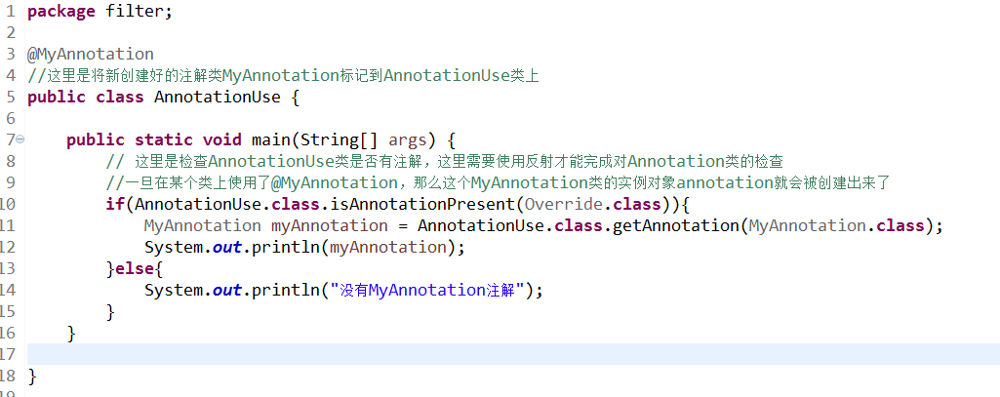 1 package filter;
2
3 @MyAnnotation
4 //这里是将新创建好的注解类MyAnnotation标记到AnnotationUse类上
5 public class AnnotationUse {
6
7     public static void main(String[] args) {
8         // 这里是检查AnnotationUse类是否有注解，这里需要使用反射才能完成对Annotation类的检查
9         //一旦在某个类上使用了@MyAnnotation，那么这个MyAnnotation类的实例对象annotation就会被创建出来了
10         if(AnnotationUse.class.isAnnotationPresent(Override.class)){
11             MyAnnotation myAnnotation = AnnotationUse.class.getAnnotation(MyAnnotation.class);
12             System.out.println(myAnnotation);
13         }else{
14             System.out.println("没有MyAnnotation注解");
15         }
16     }
17
18 }